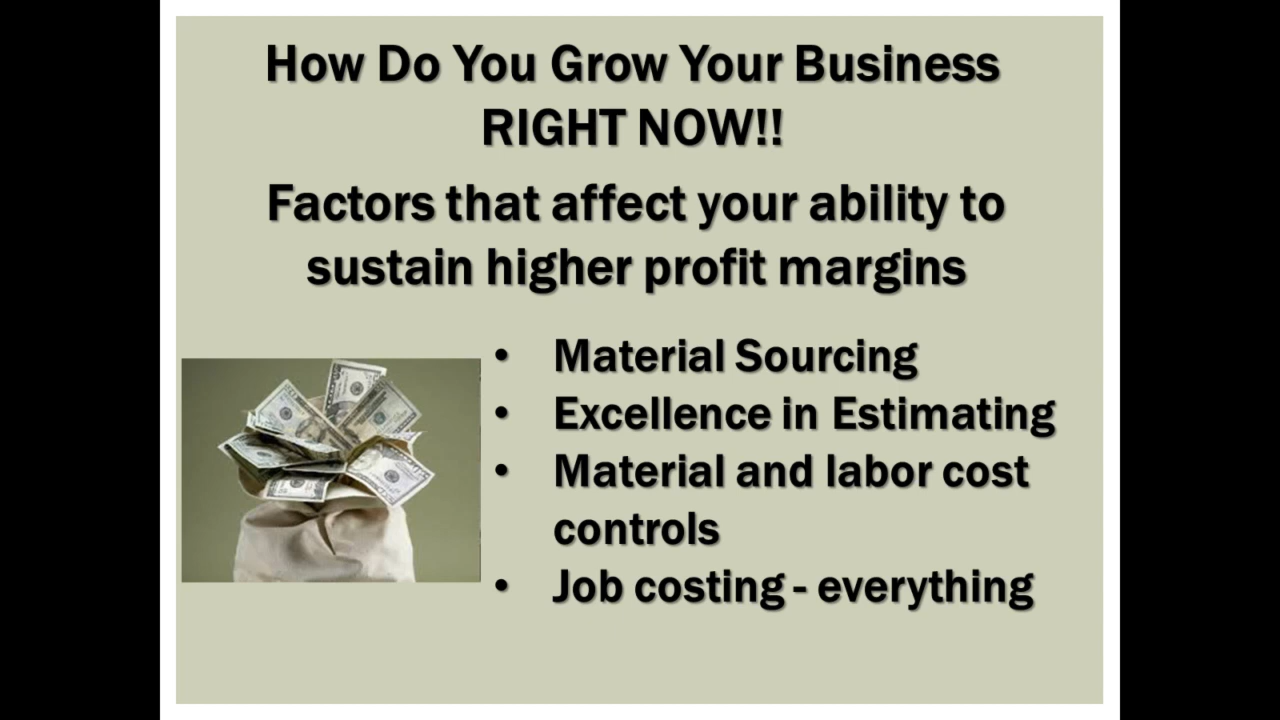 How Do You Grow Your Business
RIGHT NOW!!
Factors that affect your ability to
sustain higher profit margins
• Material Sourcing
• Excellence in Estimating
• Material and labor cost
controls
• Job costing - everything